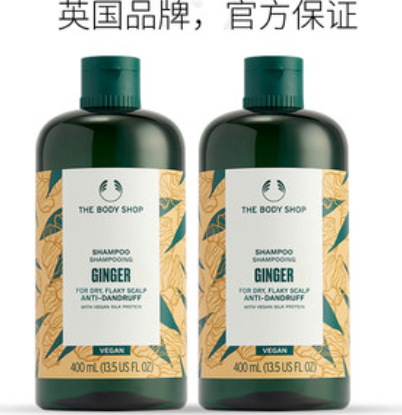 英国品牌，官方保证
THE BODY SHOP
SHAMPOO
SHAMPOOING
GINGER
FOR DRY, FLAKY SCALP
ANTI-DANDRUFF
WITH VEGAN SILK PROTEIN
VEGAN
400 mL (13.5 US FL OZ)
THE BODY SHOP
SHAMPOO
SHAMPOOING
GINGER
FOR DRY, FLAKY SCALP
ANTI-DANDRUFF
WITH VEGAN SILK PROTEIN
VEGAN
400 mL (13.5 US FL OZ)